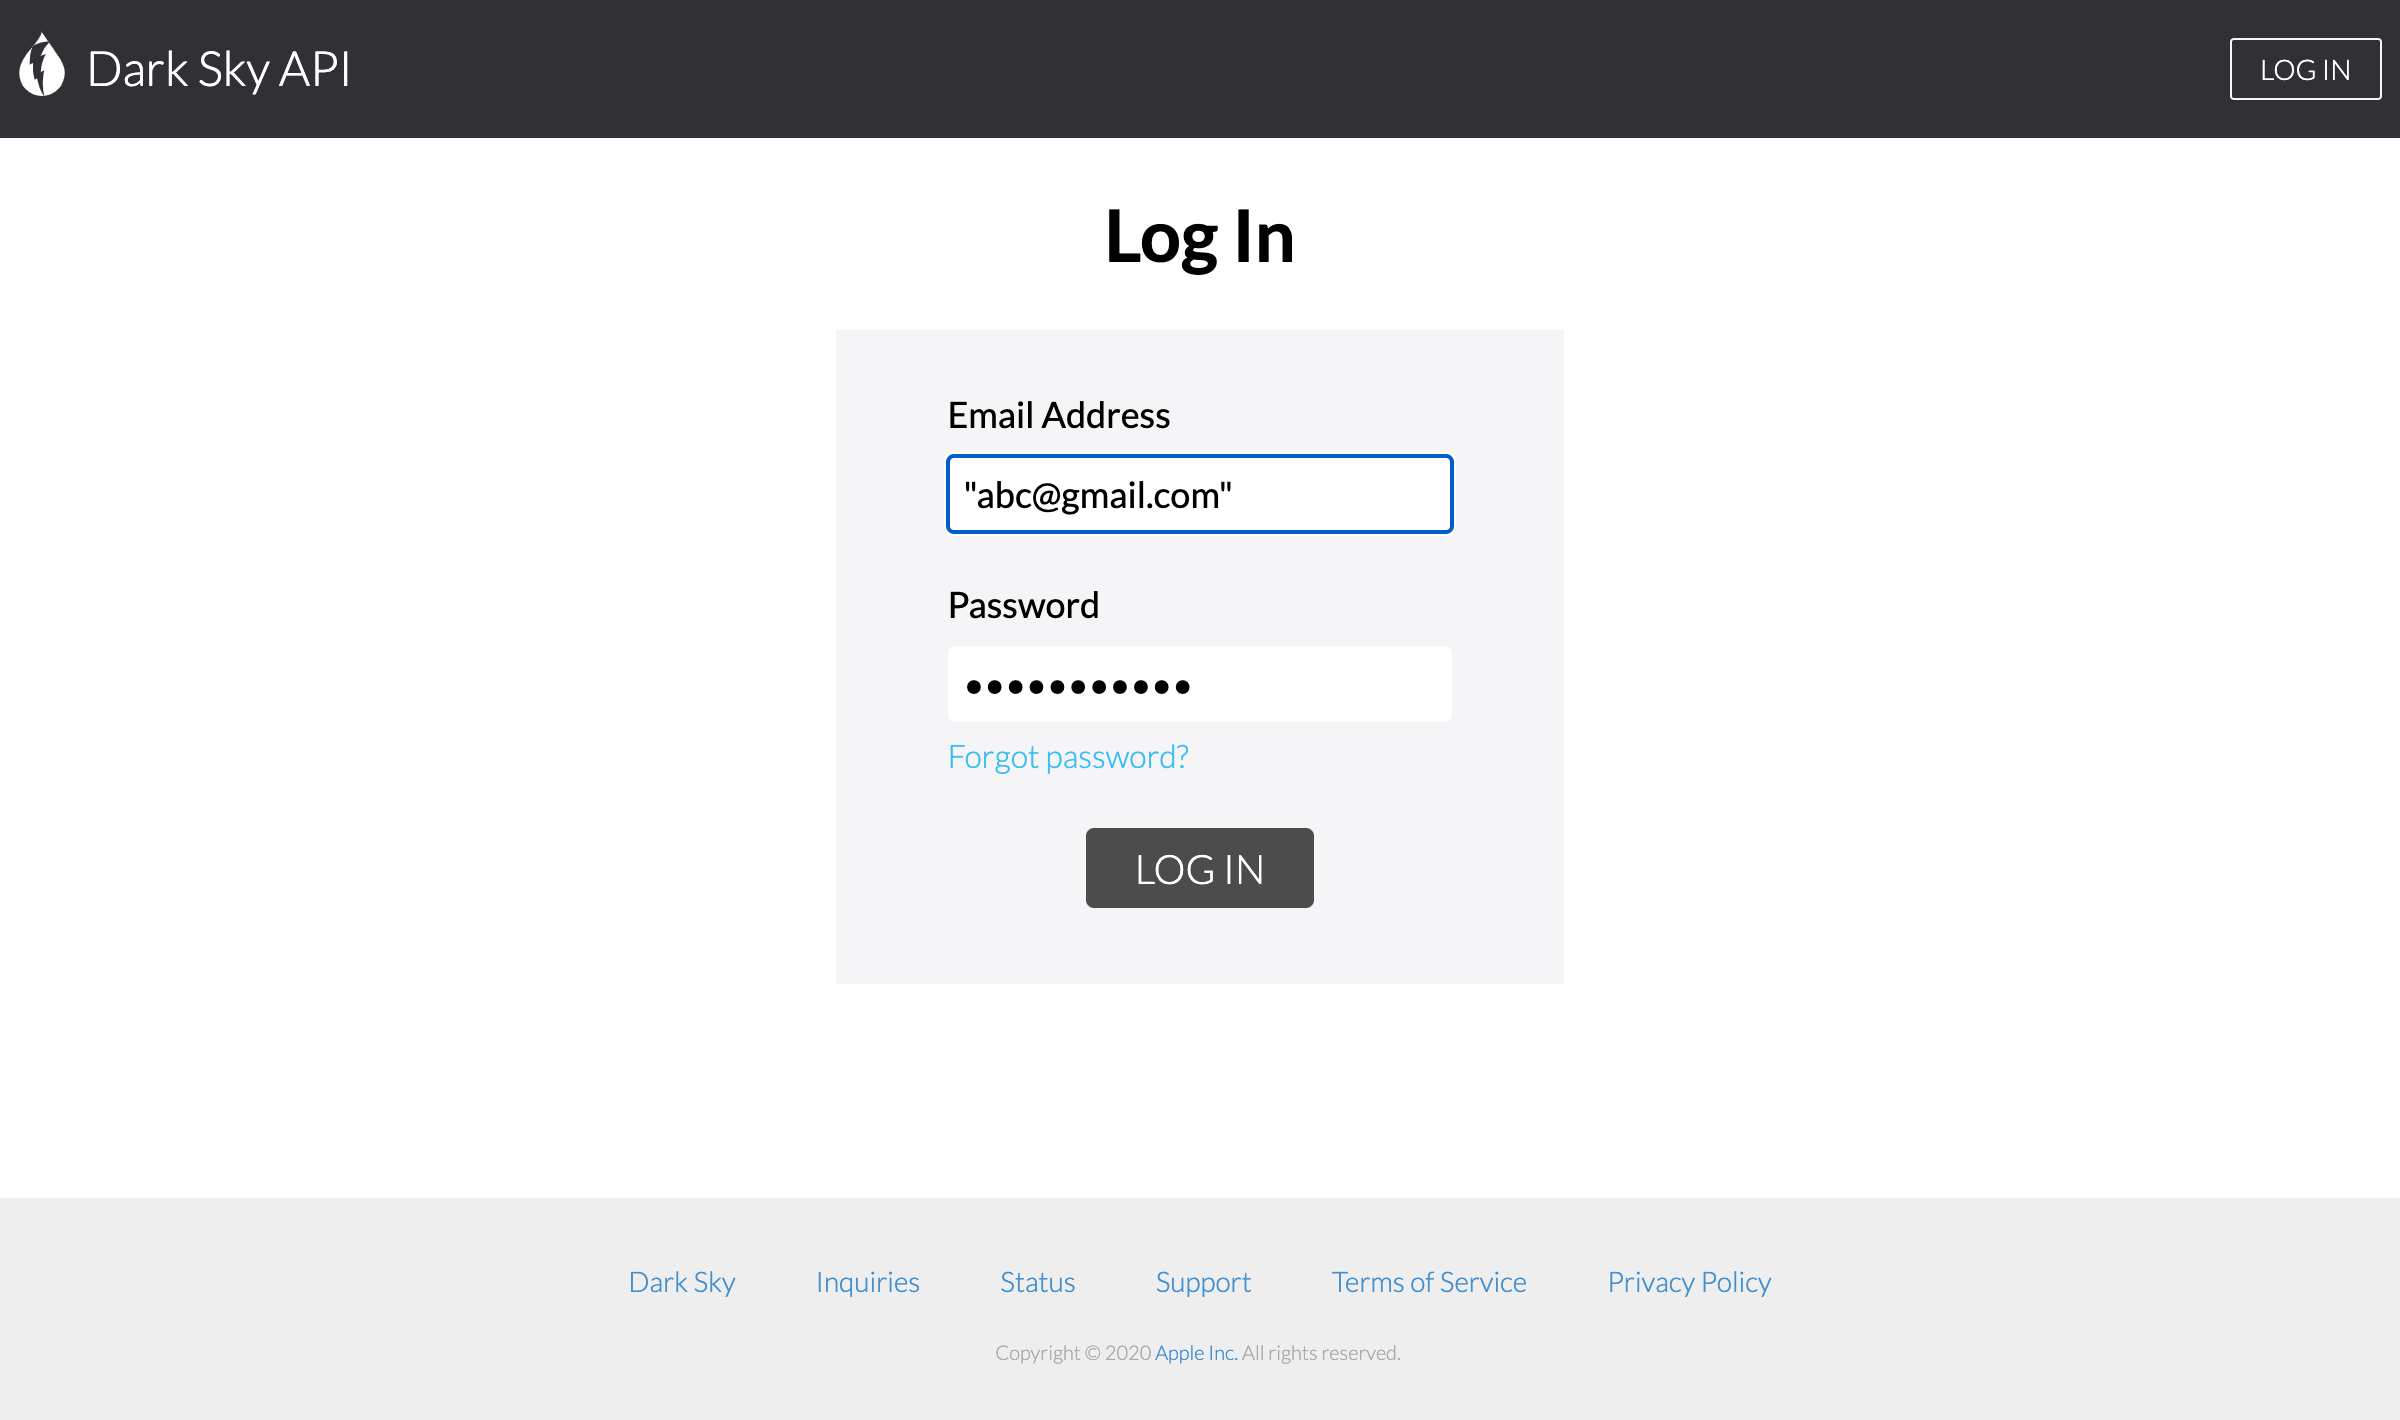 Dark Sky API
LOG IN
Log In
Email Address
"abc@gmail.com"
Password
•••••••••••
Forgot password?
LOG IN
Dark Sky Inquiries Status Support Terms of Service Privacy Policy
Copyright © 2020 Apple Inc. All rights reserved.